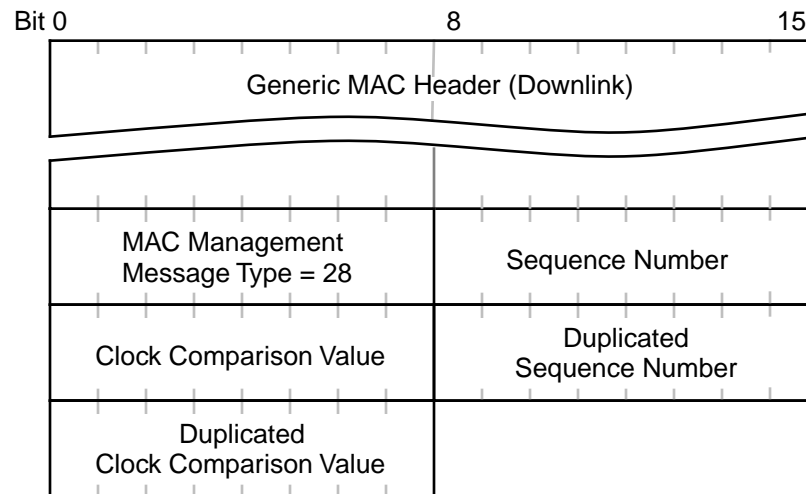 Bit 0 8 15
Generic MAC Header (Downlink)
MAC Management
Message Type = 28
Sequence Number
Clock Comparison Value
Duplicated
Sequence Number
Duplicated
Clock Comparison Value